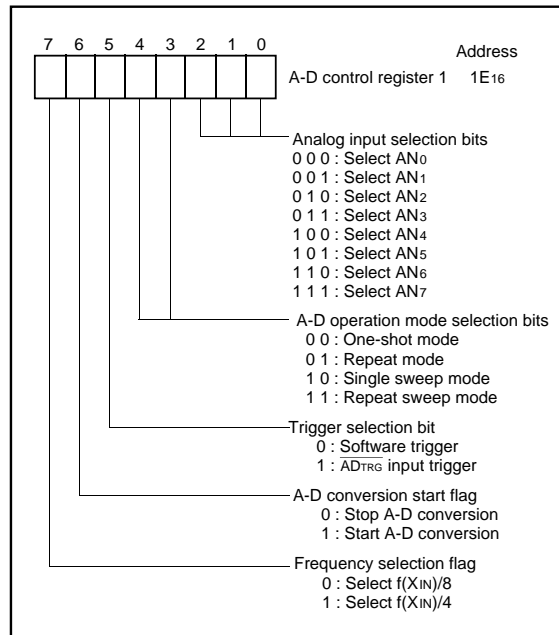 7 6 5 4 3 2 1 0
Address
A-D control register 1 1E16
Analog input selection bits
0 0 0 : Select AN0
0 0 1 : Select AN1
0 1 0 : Select AN2
0 1 1 : Select AN3
1 0 0 : Select AN4
1 0 1 : Select AN5
1 1 0 : Select AN6
1 1 1 : Select AN7
A-D operation mode selection bits
0 0 : One-shot mode
0 1 : Repeat mode
1 0 : Single sweep mode
1 1 : Repeat sweep mode
Trigger selection bit
0 : Software trigger
1 : ADTRG input trigger
A-D conversion start flag
0 : Stop A-D conversion
1 : Start A-D conversion
Frequency selection flag
0 : Select f(XIN)/8
1 : Select f(XIN)/4